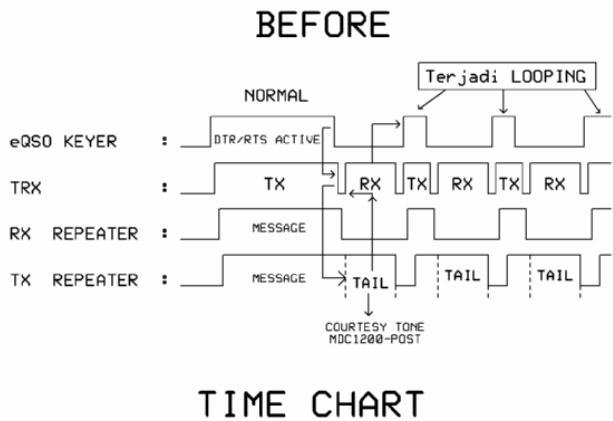 BEFORE
Terjadi LOOPING
NORMAL
eQSO KEYER :
DTR/RTS ACTIVE
TRX :
TX RX TX RX TX RX
RX REPEATER :
MESSAGE
TX REPEATER :
MESSAGE
TAIL TAIL TAIL
COURTESY TONE
MDC1200-POST
TIME CHART